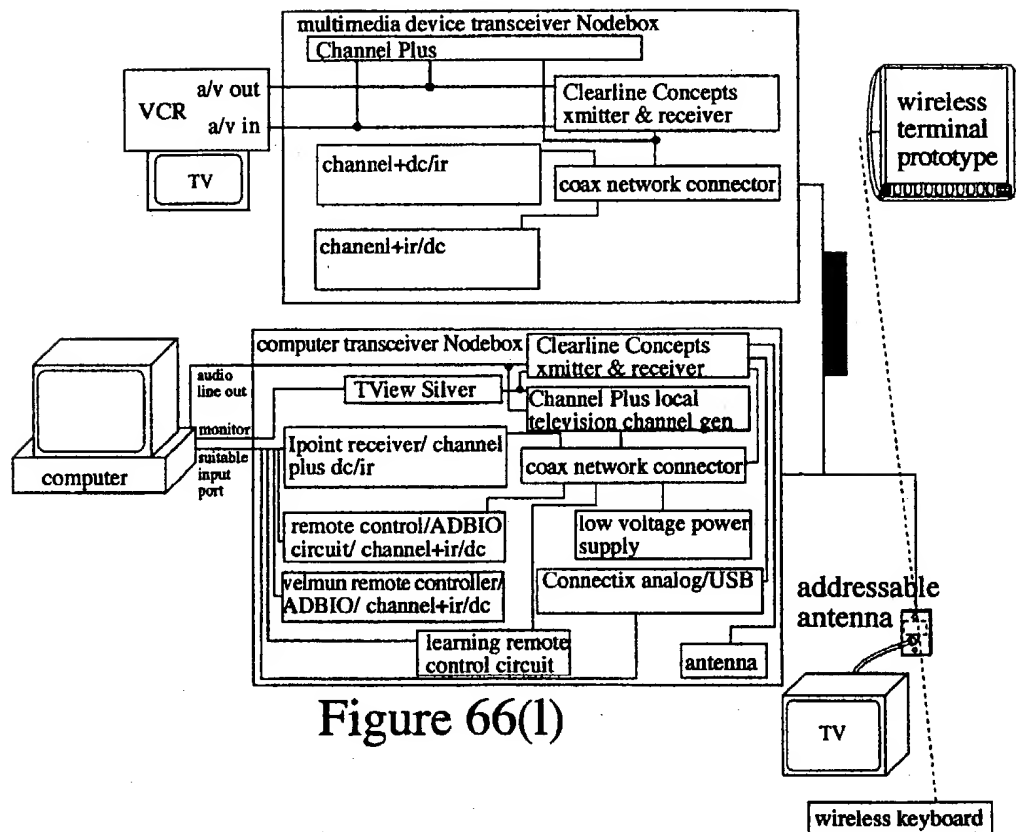 multimedia device transceiver Nodebox
Channel Plus
a/v out
VCR
a/v in
TV
Clearline Concepts
xmitter & receiver
channel+dc/ir
coax network connector
chanenl+ir/dc
wireless
terminal
prototype
computer transceiver Nodebox
Clearline Concepts
xmitter & receiver
audio
line out
TView Silver
Channel Plus local
television channel gen
monitor
suitable
input
port
computer
Ipoint receiver/ channel
plus dc/ir
coax network connector
remote control/ADBIO
circuit/ channel+ir/dc
low voltage power
supply
velmun remote controller/
ADBIO/ channel+ir/dc
Connectix analog/USB
learning remote
control circuit
antenna
addressable
antenna
TV
wireless keyboard
Figure 66(l)